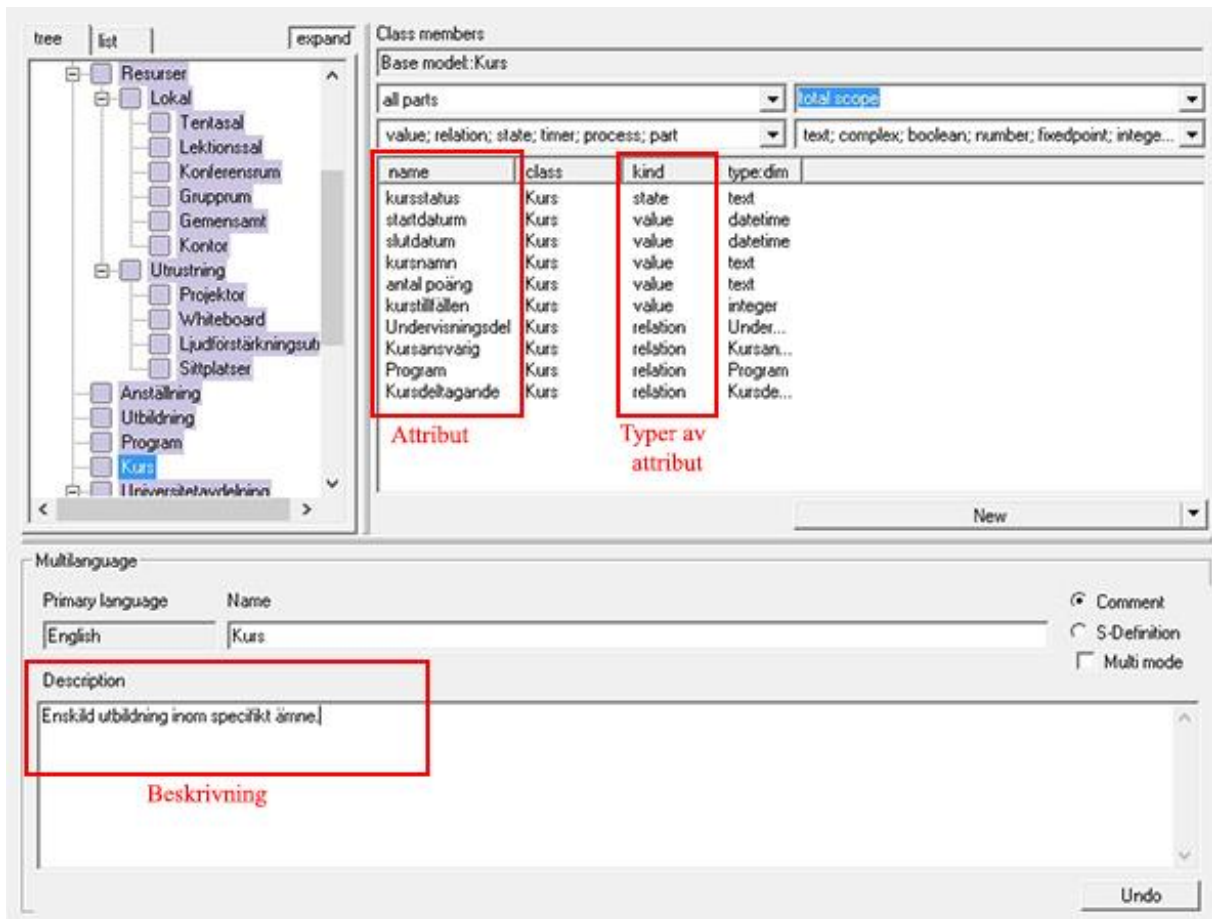 tree list expand
Resurser
Lokal
Tentasal
Lektionssal
Konferensrum
Grupprum
Gemensamt
Kontor
Utrustning
Projektor
Whiteboard
Ljudförstärkningsutr
Sittplatser
Anställning
Utbildning
Program
Kurs
Universitetavdelning
Class members
Base model::Kurs
all parts total scope
value; relation; state; timer; process; part text; complex; boolean; number; fixedpoint; intege...
name class kind type:dim
kursstatus Kurs state text
startdaturm Kurs value datetime
slutdatum Kurs value datetime
kursnamn Kurs value text
antal poäng Kurs value text
kurstillfällen Kurs value integer
Undervisningsdel Kurs relation Under...
Kursansvarig Kurs relation Kursan...
Program Kurs relation Program
Kursdeltagande Kurs relation Kursde...
Attribut Typer av
attribut
New
Multilanguage
Primary language Name
English Kurs
Comment
S-Definition
Multi mode
Description
Enskild utbildning inom specifikt ämne.
Beskrivning
Undo